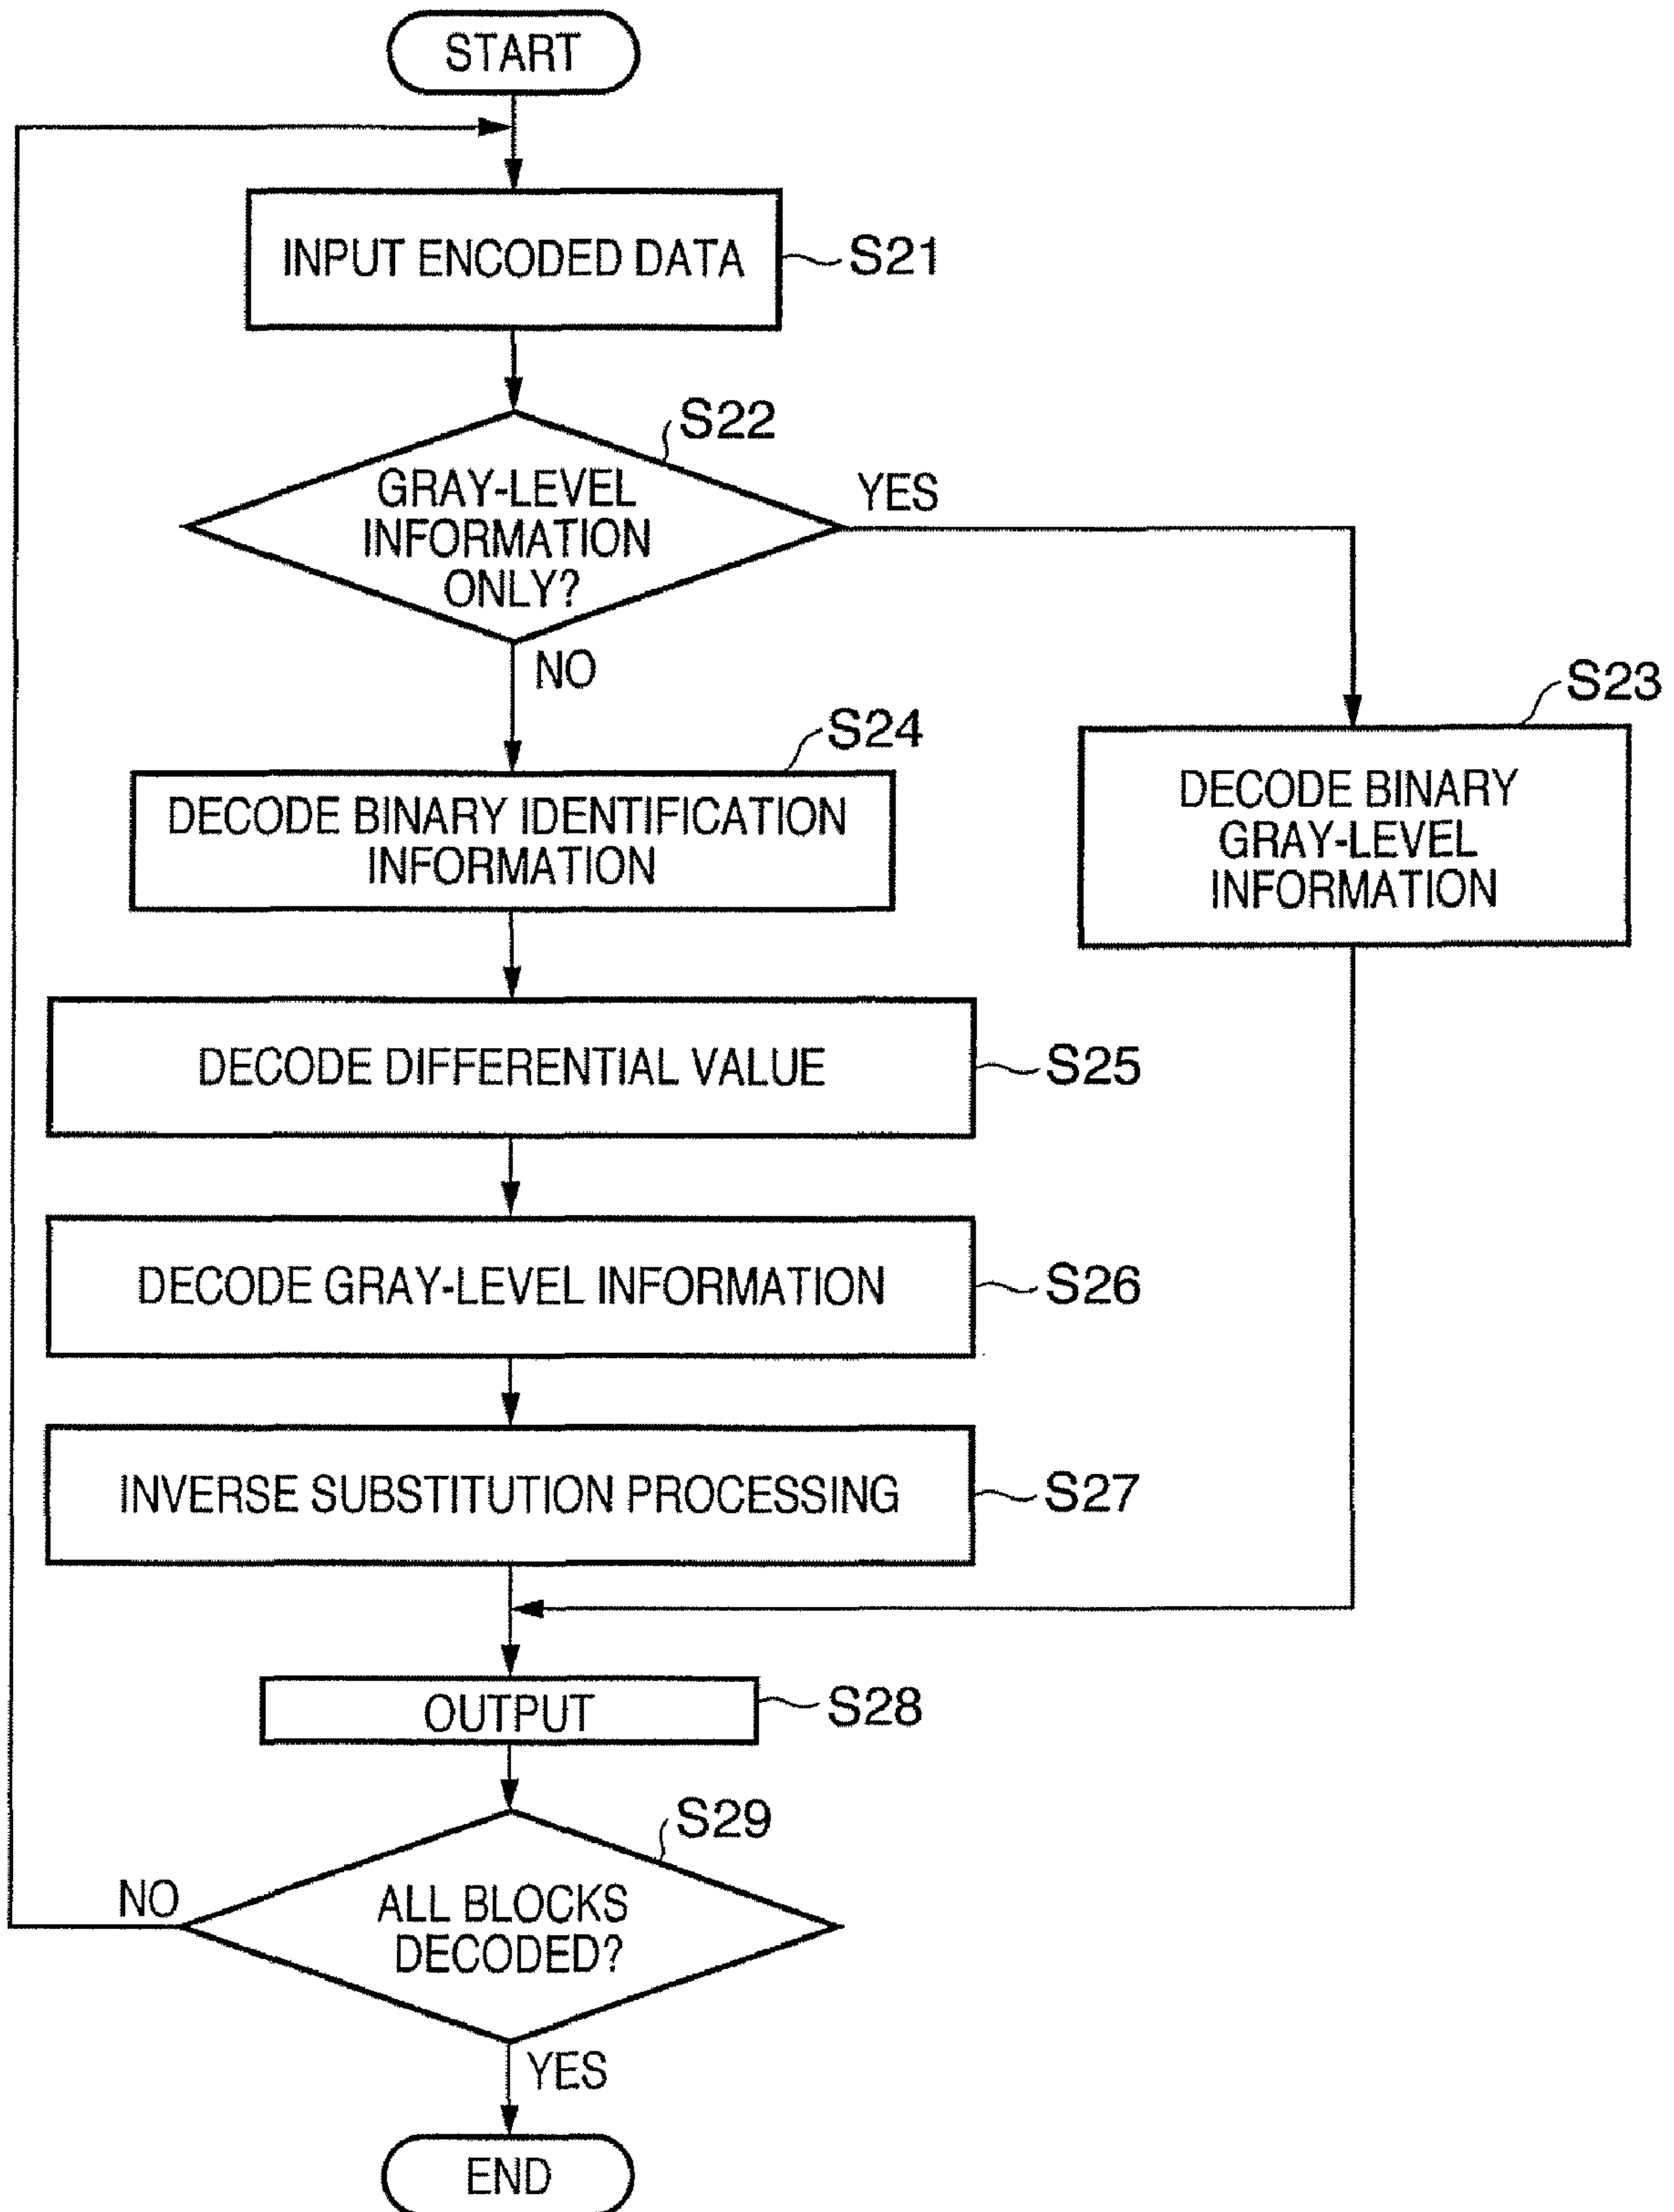 START
INPUT ENCODED DATA
S21
S22
GRAY-LEVEL
INFORMATION
ONLY?
YES
NO
S23
DECODE BINARY
GRAY-LEVEL
INFORMATION
S24
DECODE BINARY IDENTIFICATION
INFORMATION
DECODE DIFFERENTIAL VALUE
S25
DECODE GRAY-LEVEL INFORMATION
S26
INVERSE SUBSTITUTION PROCESSING
S27
OUTPUT
S28
S29
ALL BLOCKS
DECODED?
NO
YES
END